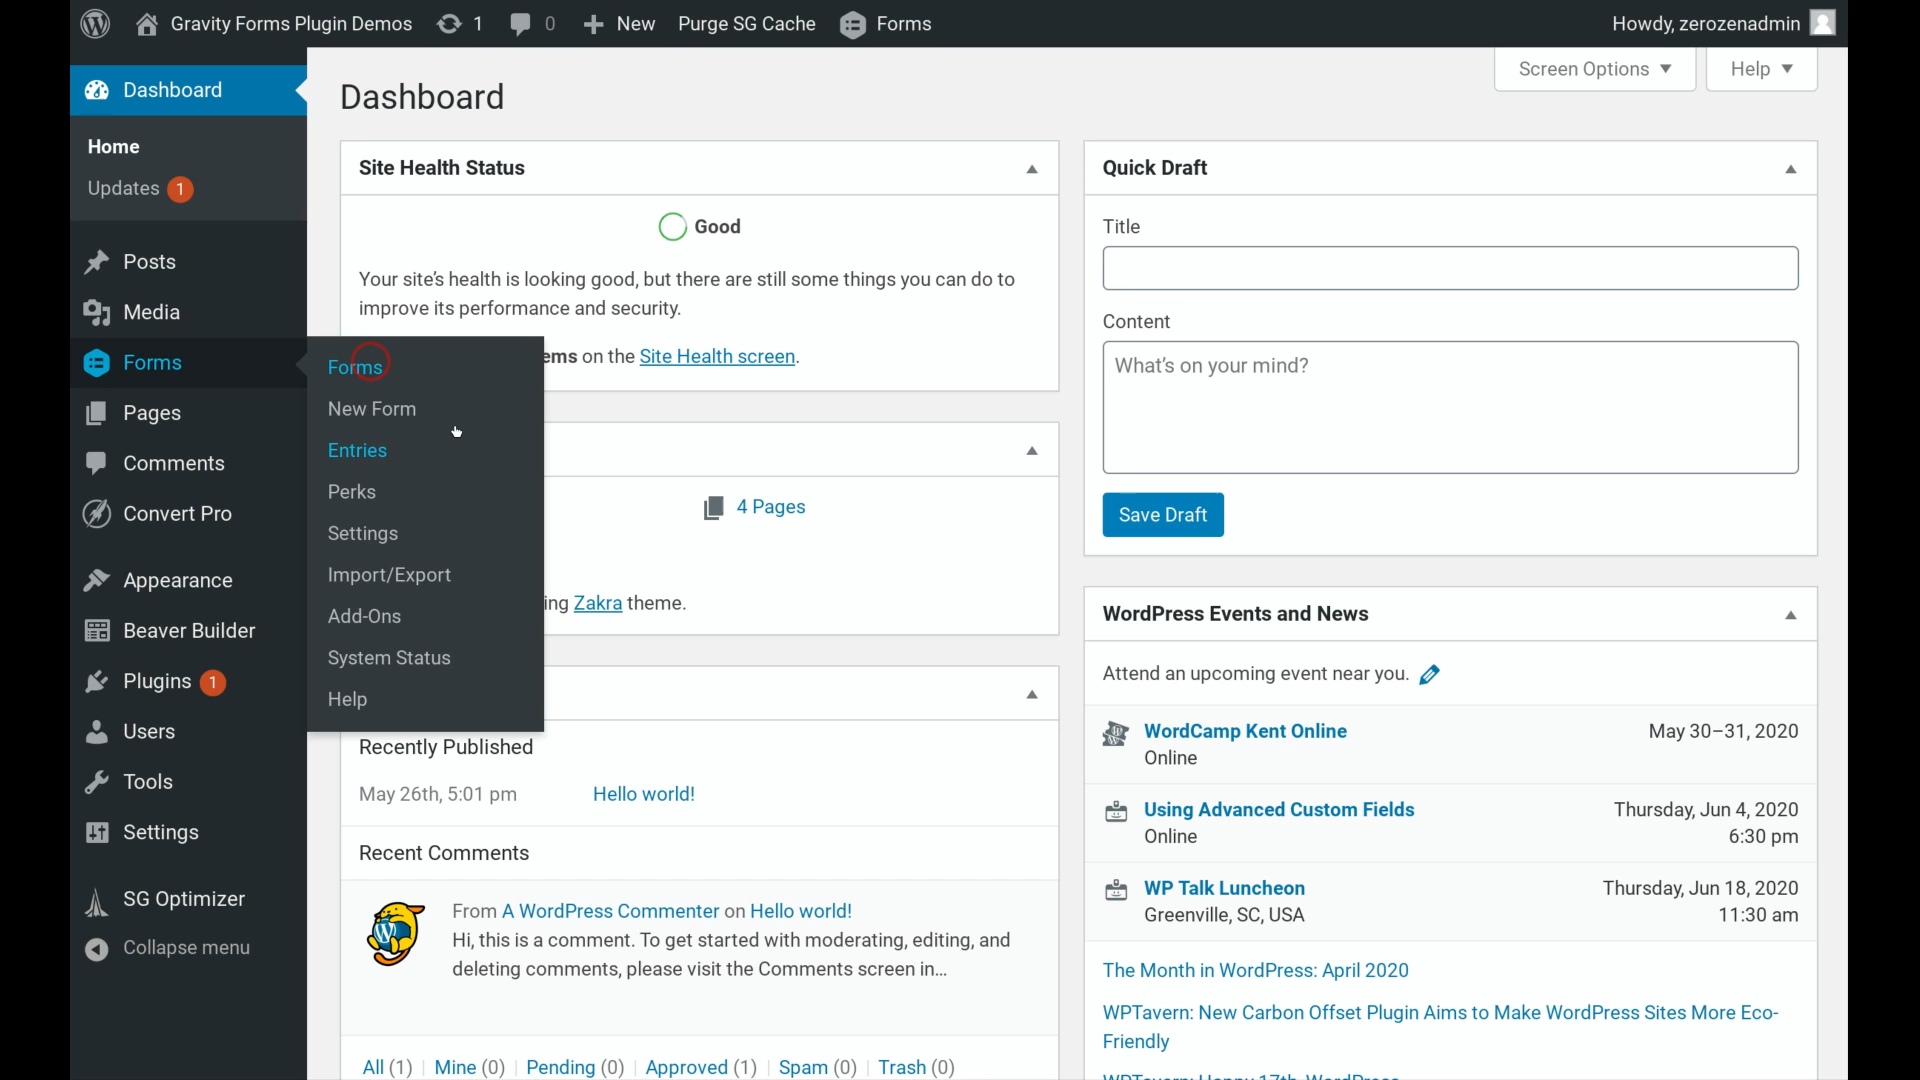 Gravity Forms Plugin Demos 1 0 New Purge SG Cache Forms Howdy, zerozenadmin
Screen Options Help
Dashboard
Home
Updates 1
Posts
Media
Forms
Pages
Comments
Convert Pro
Appearance
Beaver Builder
Plugins 1
Users
Tools
Settings
SG Optimizer
Collapse menu
Forms
New Form
Entries
Perks
Settings
Import/Export
Add-Ons
System Status
Help
Dashboard
Site Health Status
Good
Your site's health is looking good, but there are still some things you can do to
improve its performance and security.
on the Site Health screen.
4 Pages
Zakra theme.
Recently Published
May 26th, 5:01 pm Hello world!
Recent Comments
From A WordPress Commenter on Hello world!
Hi, this is a comment. To get started with moderating, editing, and
deleting comments, please visit the Comments screen in...
All (1) | Mine (0) | Pending (0) | Approved (1) | Spam (0) | Trash (0)
Quick Draft
Title
Content
What's on your mind?
Save Draft
WordPress Events and News
Attend an upcoming event near you.
WordCamp Kent Online May 30–31, 2020
Online
Using Advanced Custom Fields Thursday, Jun 4, 2020
Online 6:30 pm
WP Talk Luncheon Thursday, Jun 18, 2020
Greenville, SC, USA 11:30 am
The Month in WordPress: April 2020
WPTavern: New Carbon Offset Plugin Aims to Make WordPress Sites More Eco-
Friendly